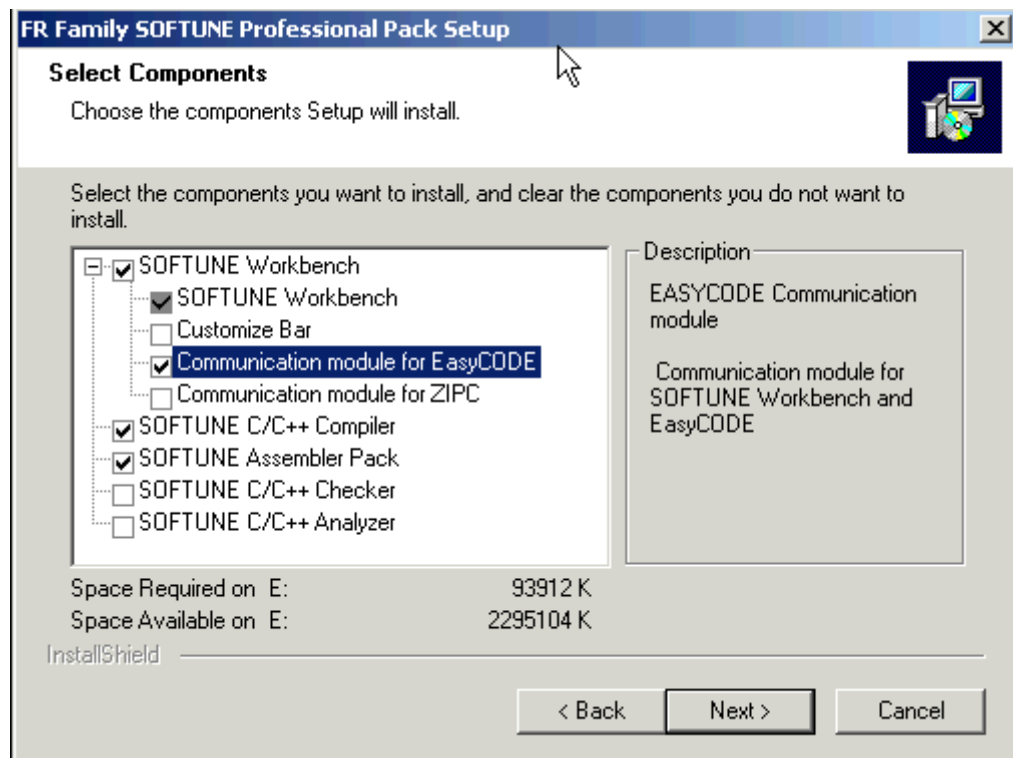 FR Family SOFTUNE Professional Pack Setup
Select Components
Choose the components Setup will install.
Select the components you want to install, and clear the components you do not want to
install.
SOFTUNE Workbench
SOFTUNE Workbench
Customize Bar
Communication module for EasyCODE
Communication module for ZIPC
SOFTUNE C/C++ Compiler
SOFTUNE Assembler Pack
SOFTUNE C/C++ Checker
SOFTUNE C/C++ Analyzer
Description
EASYCODE Communication
module
Communication module for
SOFTUNE Workbench and
EasyCODE
Space Required on E: 93912 K
Space Available on E: 2295104 K
InstallShield
< Back Next > Cancel